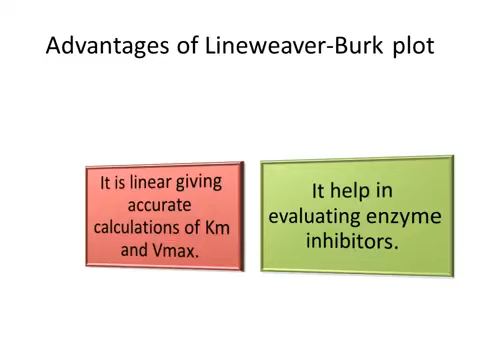 Advantages of Lineweaver-Burk plot
It is linear giving
accurate
calculations of Km
and Vmax.
It help in
evaluating enzyme
inhibitors.